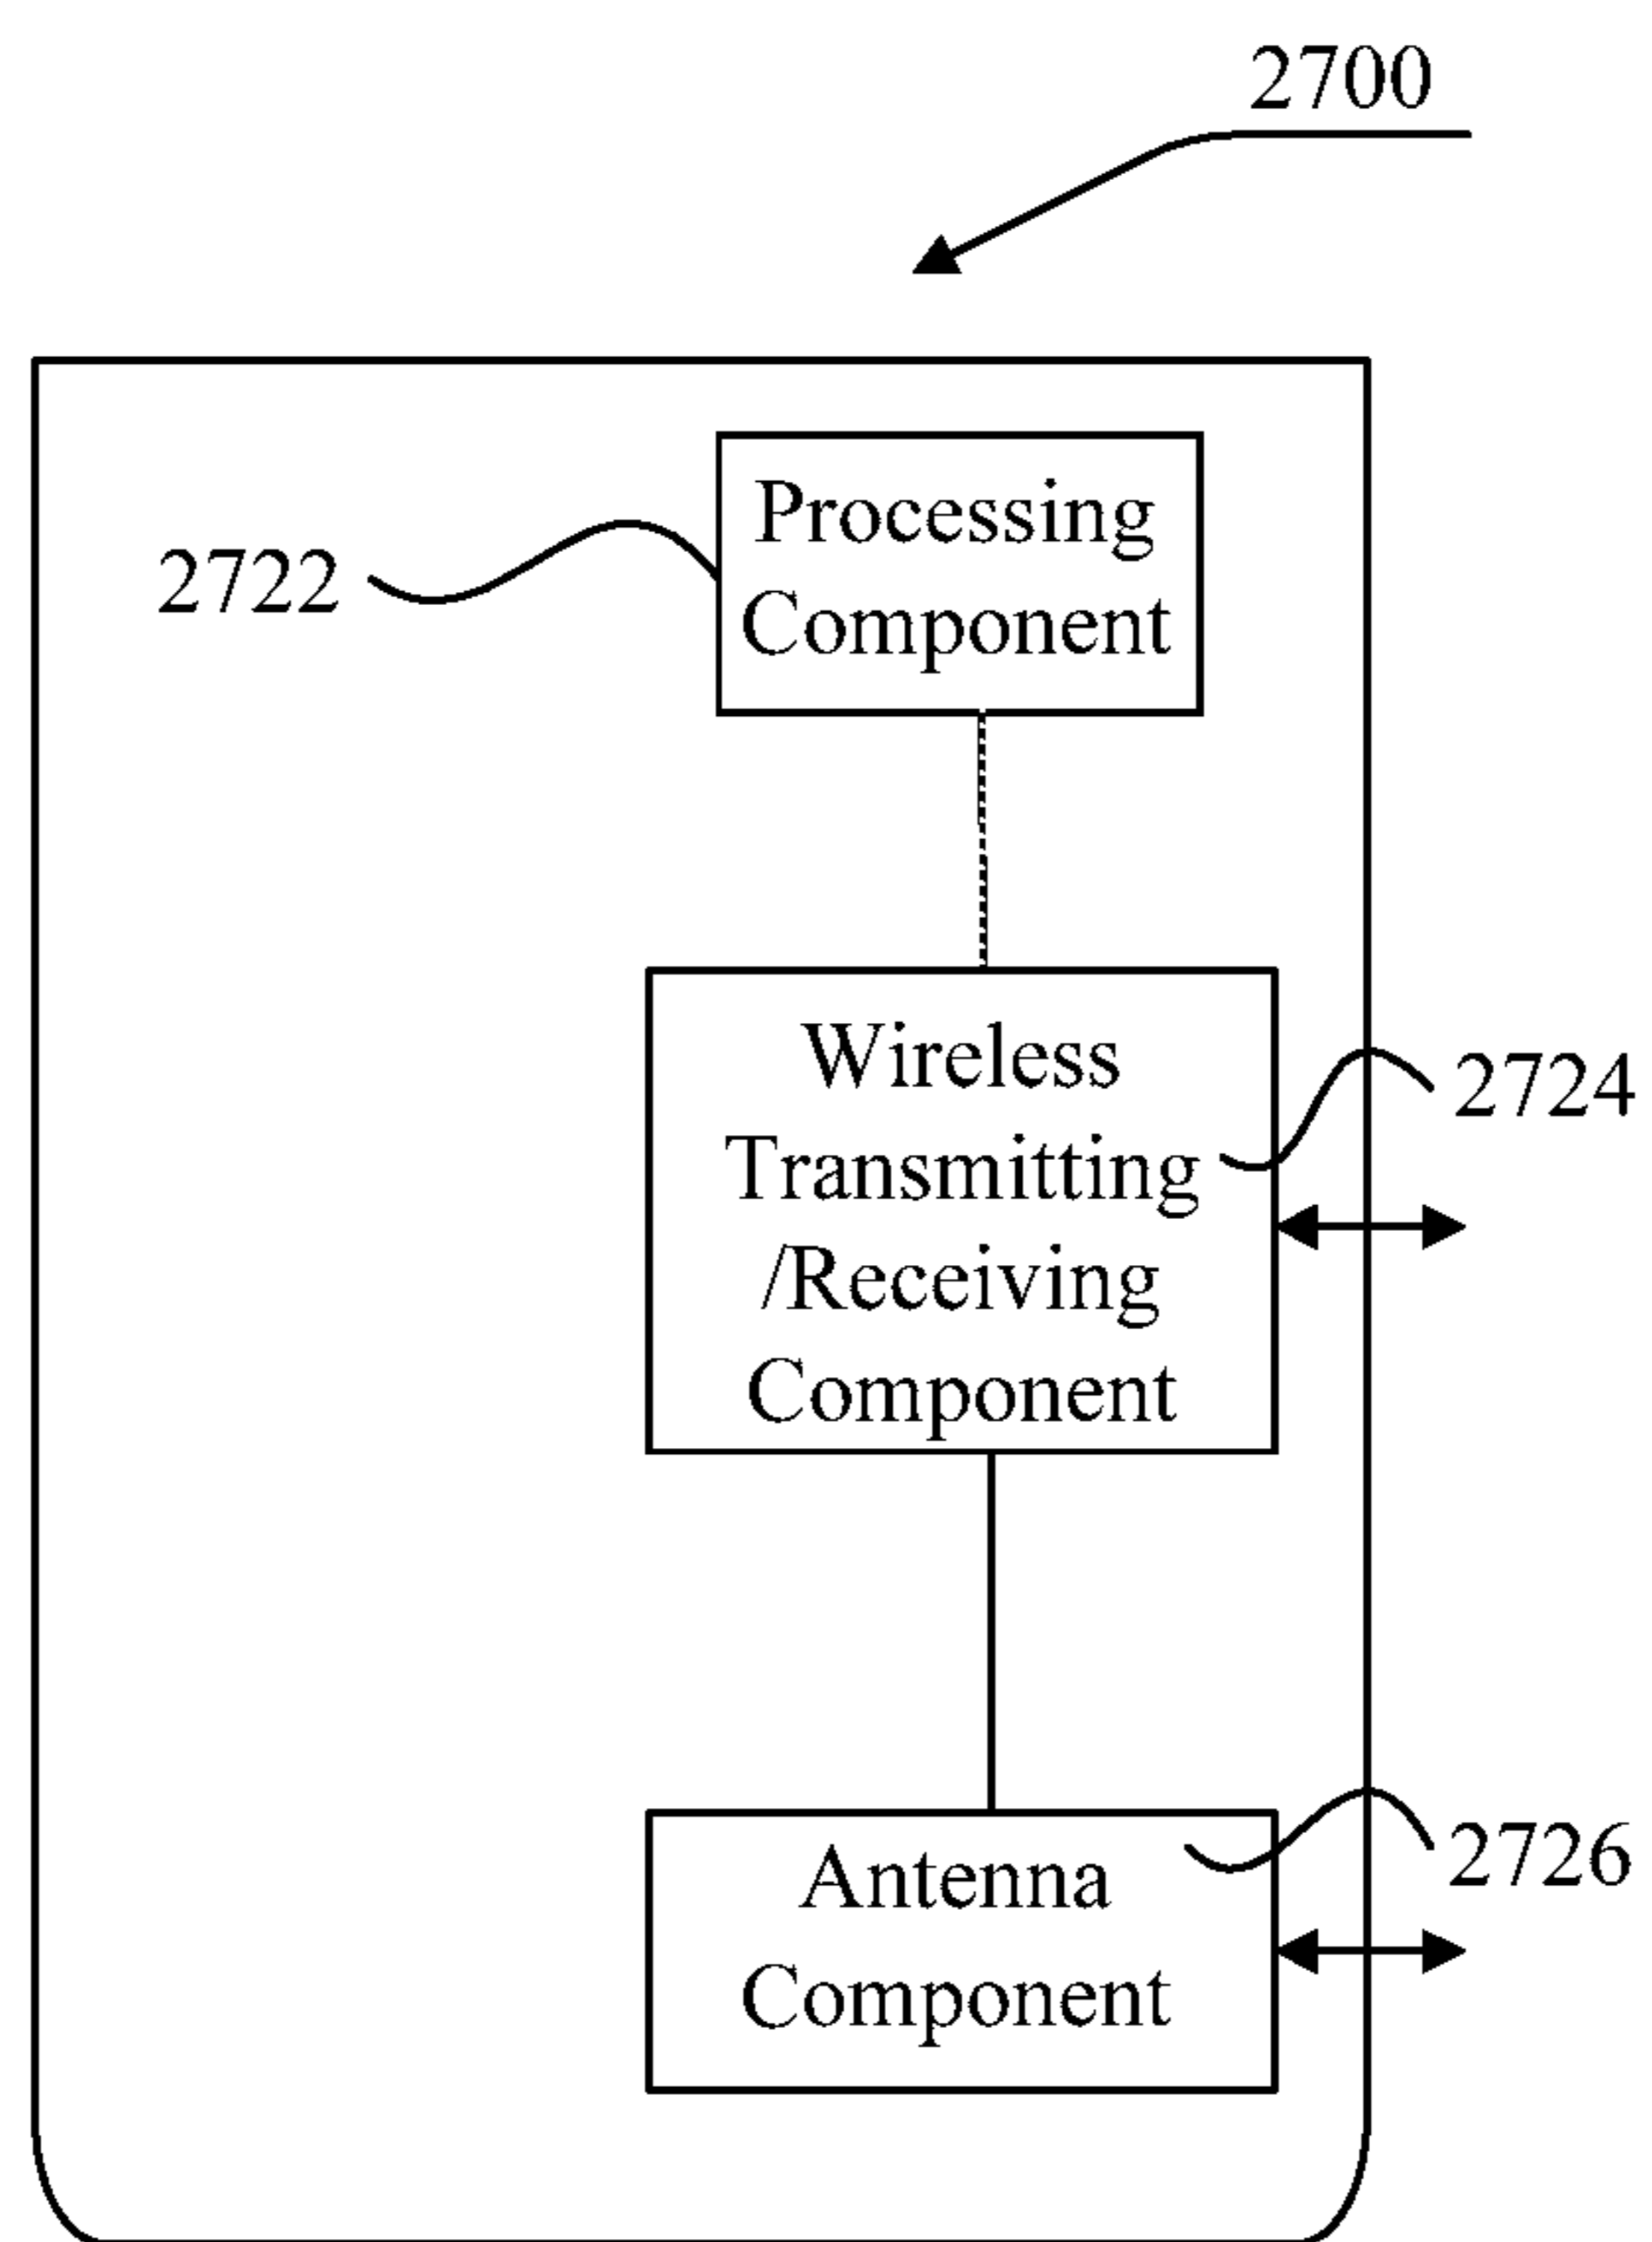 2700
Processing
2722
Component
Wireless
2724
Transmitting
/Receiving
Component
2726
Antenna
Component